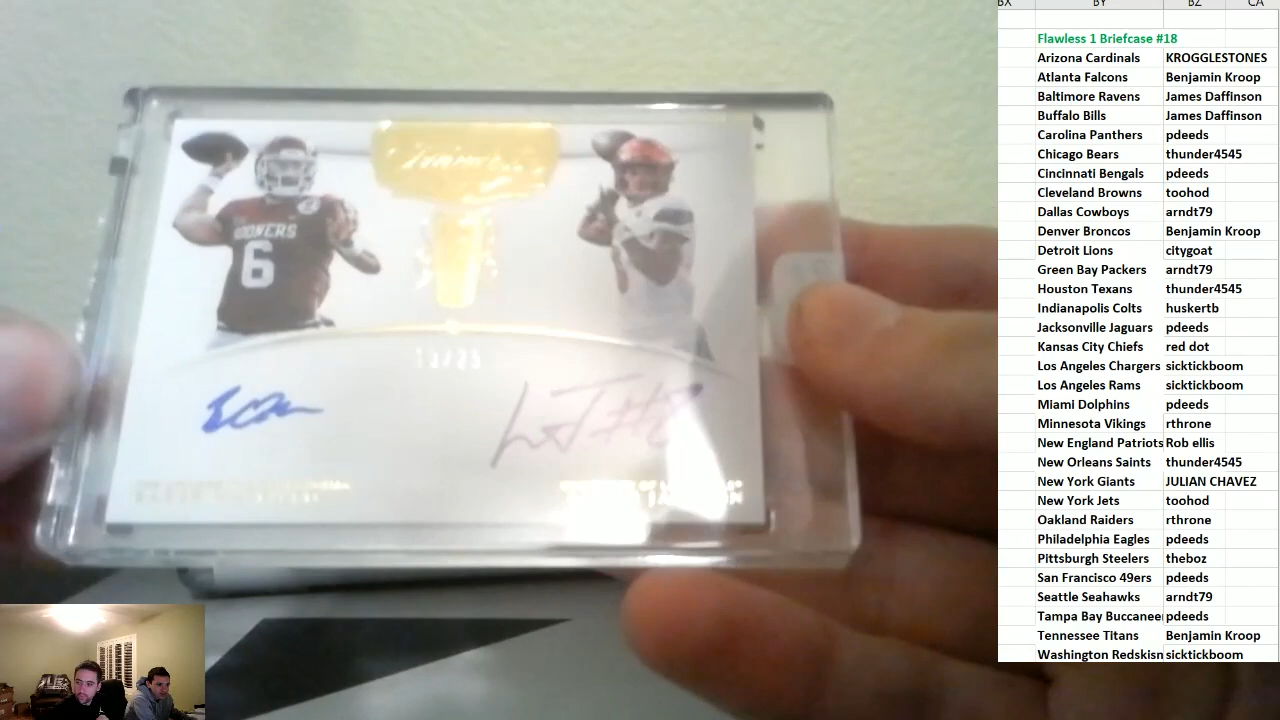 BX BY BZ CA
Flawless 1 Briefcase #18
Arizona Cardinals KROGGLESTONES
Atlanta Falcons Benjamin Kroop
Baltimore Ravens James Daffinson
Buffalo Bills James Daffinson
Carolina Panthers pdeeds
Chicago Bears thunder4545
Cincinnati Bengals pdeeds
Cleveland Browns toohod
Dallas Cowboys arndt79
Denver Broncos Benjamin Kroop
Detroit Lions citygoat
Green Bay Packers arndt79
Houston Texans thunder4545
Indianapolis Colts huskertb
Jacksonville Jaguars pdeeds
Kansas City Chiefs red dot
Los Angeles Chargers sicktickboom
Los Angeles Rams sicktickboom
Miami Dolphins pdeeds
Minnesota Vikings rthrone
New England Patriots Rob ellis
New Orleans Saints thunder4545
New York Giants JULIAN CHAVEZ
New York Jets toohod
Oakland Raiders rthrone
Philadelphia Eagles pdeeds
Pittsburgh Steelers theboz
San Francisco 49ers pdeeds
Seattle Seahawks arndt79
Tampa Bay Buccanee pdeeds
Tennessee Titans Benjamin Kroop
Washington Redskisn sicktickboom
SOONERS
6